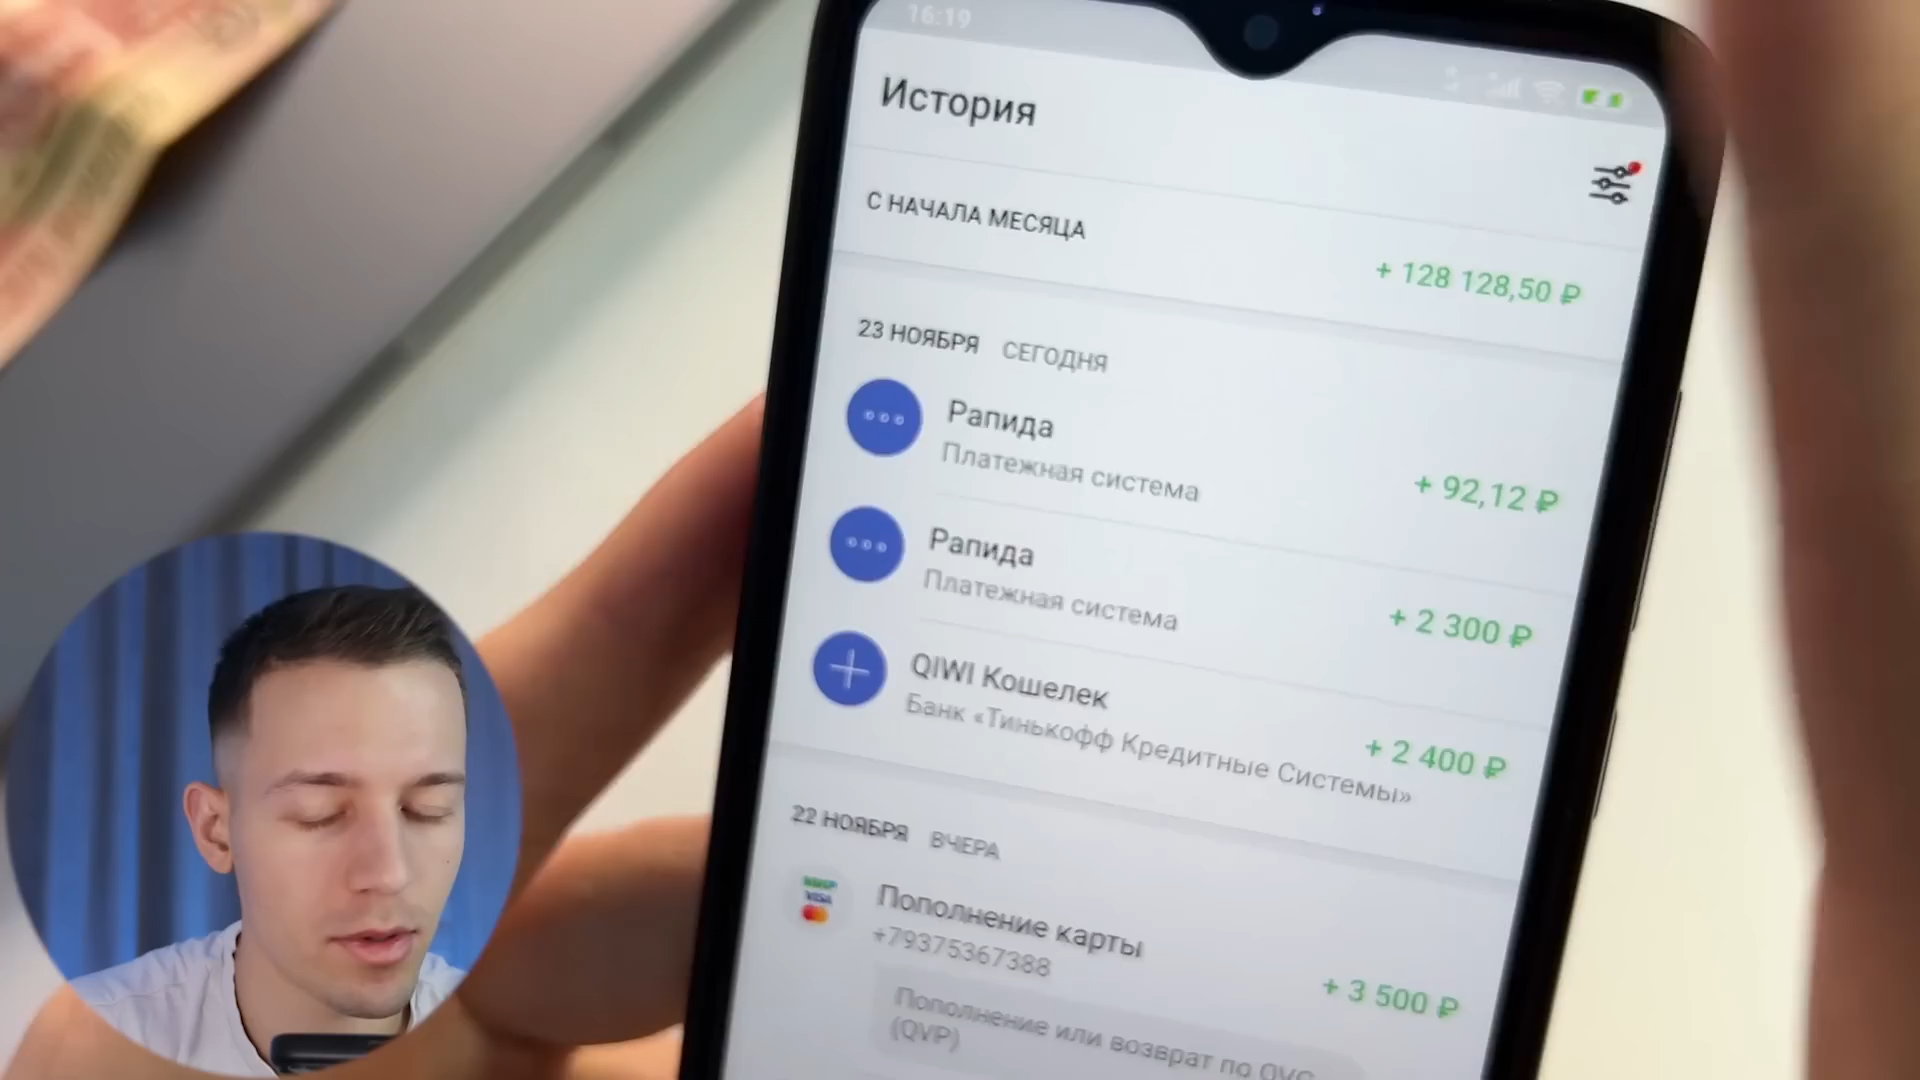 16:19
История
С НАЧАЛА МЕСЯЦА
+ 128 128,50 ₽
23 НОЯБРЯ СЕГОДНЯ
Рапида
Платежная система
+ 92,12 ₽
Рапида
Платежная система
+ 2 300 ₽
QIWI Кошелек
Банк «Тинькофф Кредитные Системы»
+ 2 400 ₽
22 НОЯБРЯ ВЧЕРА
VISA
Пополнение карты
+79375367388
+ 3 500 ₽
Пополнение или возврат по QVC
(QVP)